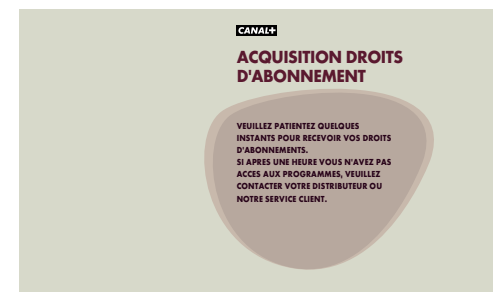 CANAL+
ACQUISITION DROITS
D'ABONNEMENT
VEUILLEZ PATIENTEZ QUELQUES
INSTANTS POUR RECEVOIR VOS DROITS
D'ABONNEMENTS.
SI APRES UNE HEURE VOUS N'AVEZ PAS
ACCES AUX PROGRAMMES, VEUILLEZ
CONTACTER VOTRE DISTRIBUTEUR OU
NOTRE SERVICE CLIENT.